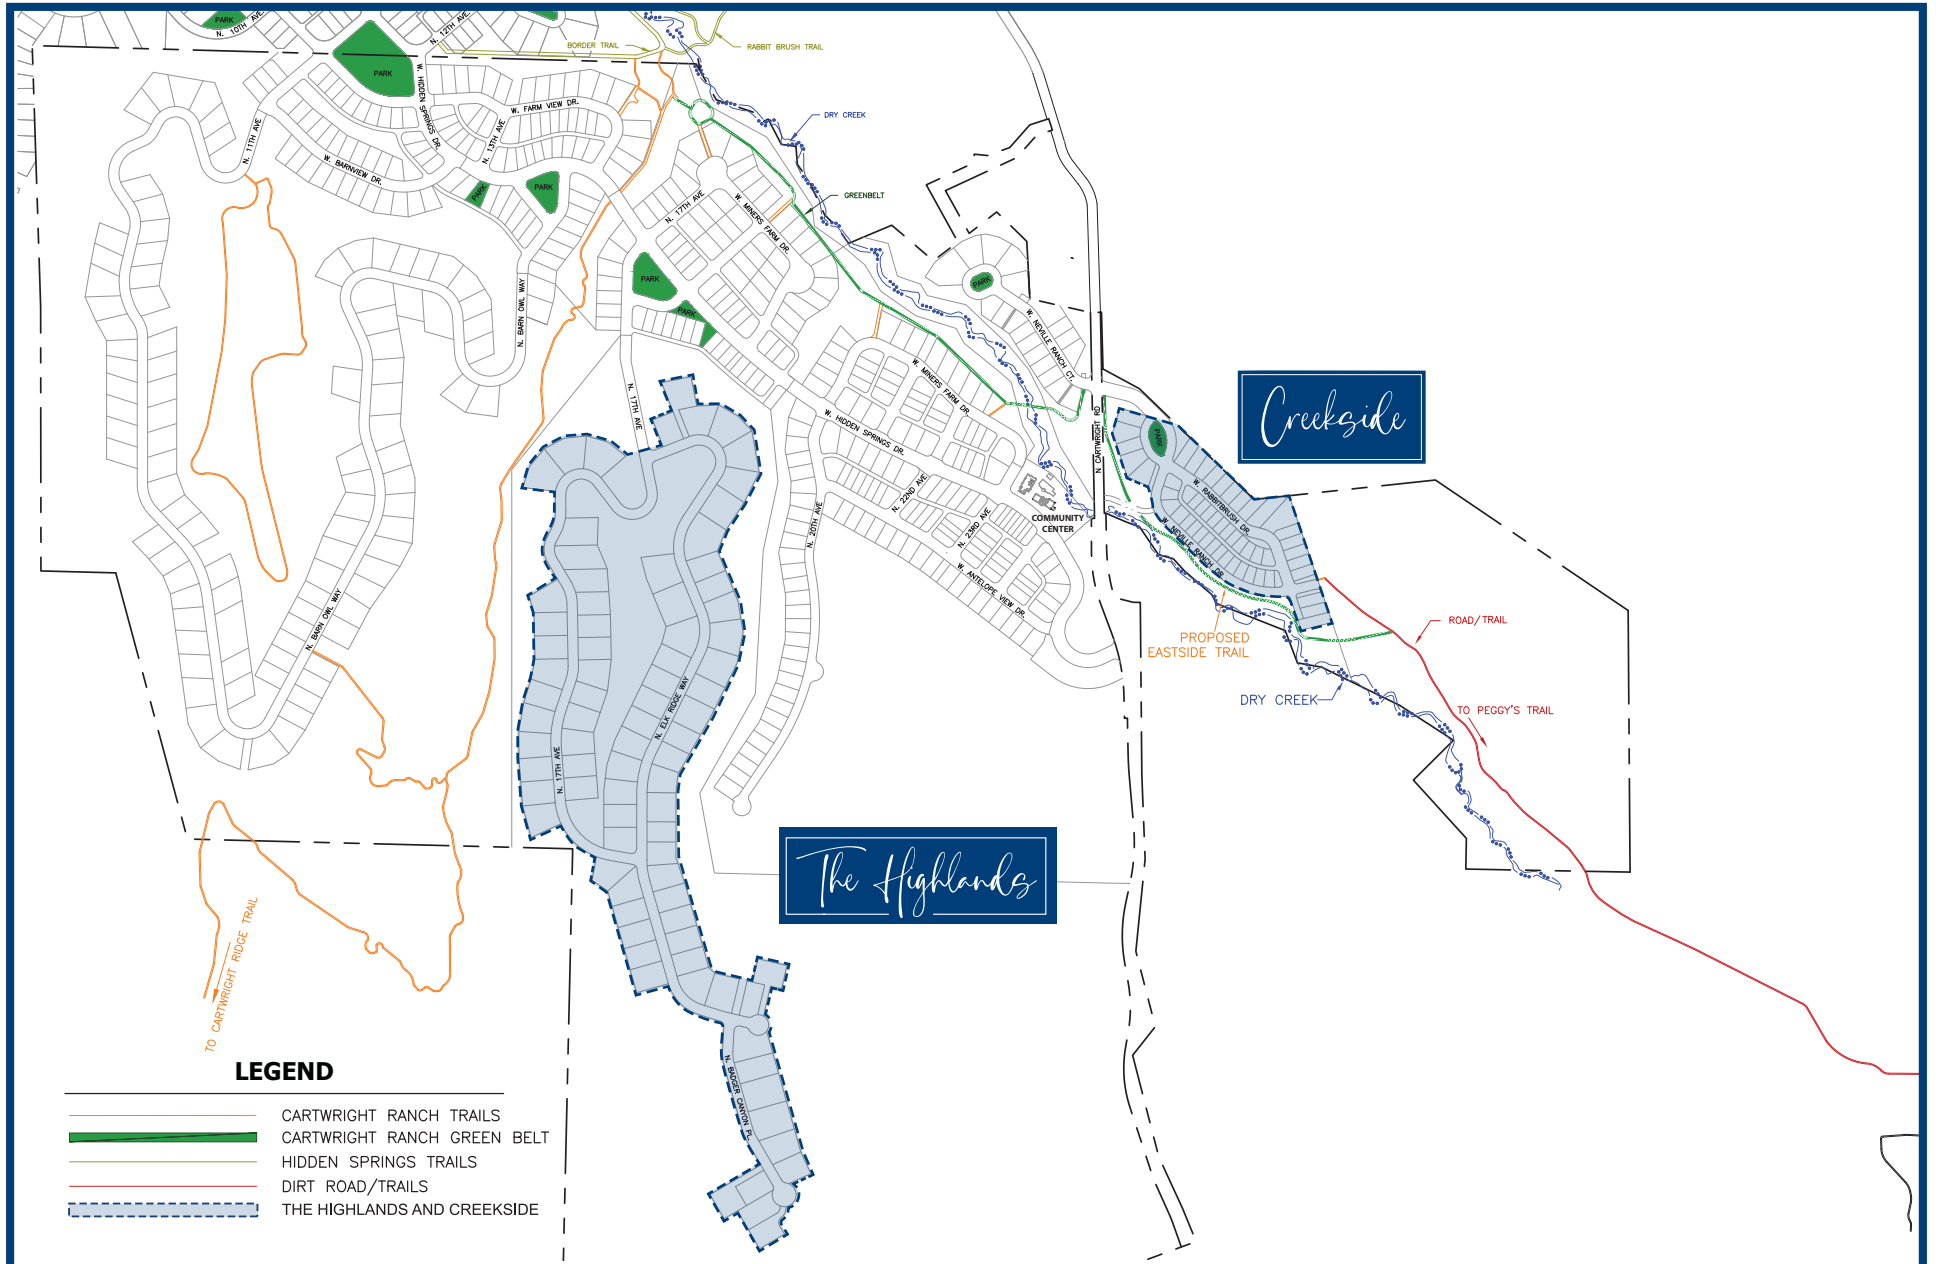 PARK
N. 10TH AVE.
N. 12TH AVE.
BORDER TRAIL
RABBIT BRUSH TRAIL
PARK
W. HIDDEN SPRINGS DR.
W. FARM VIEW DR.
N. 11TH AVE
N. 13TH AVE
DRY CREEK
W. BARNVIEW DR.
PARK
PARK
GREENBELT
N. 17TH AVE
W. MINERS FARM DR.
PARK
PARK
PARK
N. BARN OWL WAY
W. NEVILLE RANCH CT.
N. 17TH AVE
W. MINERS FARM DR.
W. HIDDEN SPRINGS DR.
N CARTWRIGHT RD
Creekside
PARK
N. 22ND AVE
N. 20TH AVE
N. 23RD AVE
COMMUNITY
CENTER
W. RABBITBRUSH DR.
W. NEVILLE RANCH DR.
W. ANTELOPE VIEW DR.
N. BARN OWL WAY
PROPOSED
EASTSIDE TRAIL
ROAD/TRAIL
DRY CREEK
TO PEGGY'S TRAIL
N. ELK RIDGE WAY
N. 17TH AVE
The Highlands
TO CARTWRIGHT RIDGE TRAIL
N. BADGER CANYON PL.
LEGEND
CARTWRIGHT RANCH TRAILS
CARTWRIGHT RANCH GREEN BELT
HIDDEN SPRINGS TRAILS
DIRT ROAD/TRAILS
THE HIGHLANDS AND CREEKSIDE